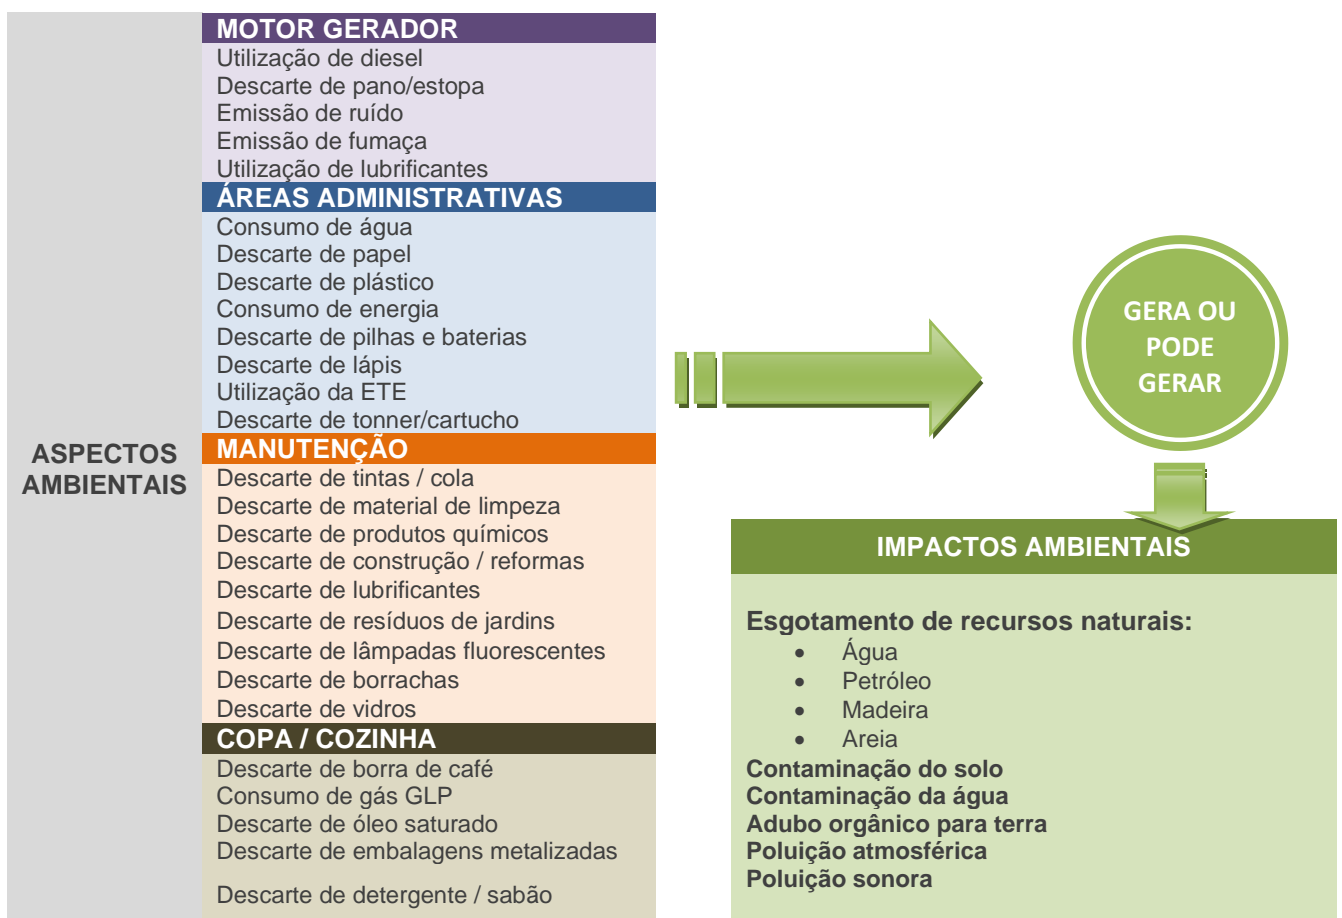 ASPECTOS
AMBIENTAIS
MOTOR GERADOR
Utilização de diesel
Descarte de pano/estopa
Emissão de ruído
Emissão de fumaça
Utilização de lubrificantes
ÁREAS ADMINISTRATIVAS
Consumo de água
Descarte de papel
Descarte de plástico
Consumo de energia
Descarte de pilhas e baterias
Descarte de lápis
Utilização da ETE
Descarte de tonner/cartucho
MANUTENÇÃO
Descarte de tintas / cola
Descarte de material de limpeza
Descarte de produtos químicos
Descarte de construção / reformas
Descarte de lubrificantes
Descarte de resíduos de jardins
Descarte de lâmpadas fluorescentes
Descarte de borrachas
Descarte de vidros
COPA / COZINHA
Descarte de borra de café
Consumo de gás GLP
Descarte de óleo saturado
Descarte de embalagens metalizadas
Descarte de detergente / sabão
GERA OU
PODE
GERAR
IMPACTOS AMBIENTAIS
Esgotamento de recursos naturais:
• Água
• Petróleo
• Madeira
• Areia
Contaminação do solo
Contaminação da água
Adubo orgânico para terra
Poluição atmosférica
Poluição sonora